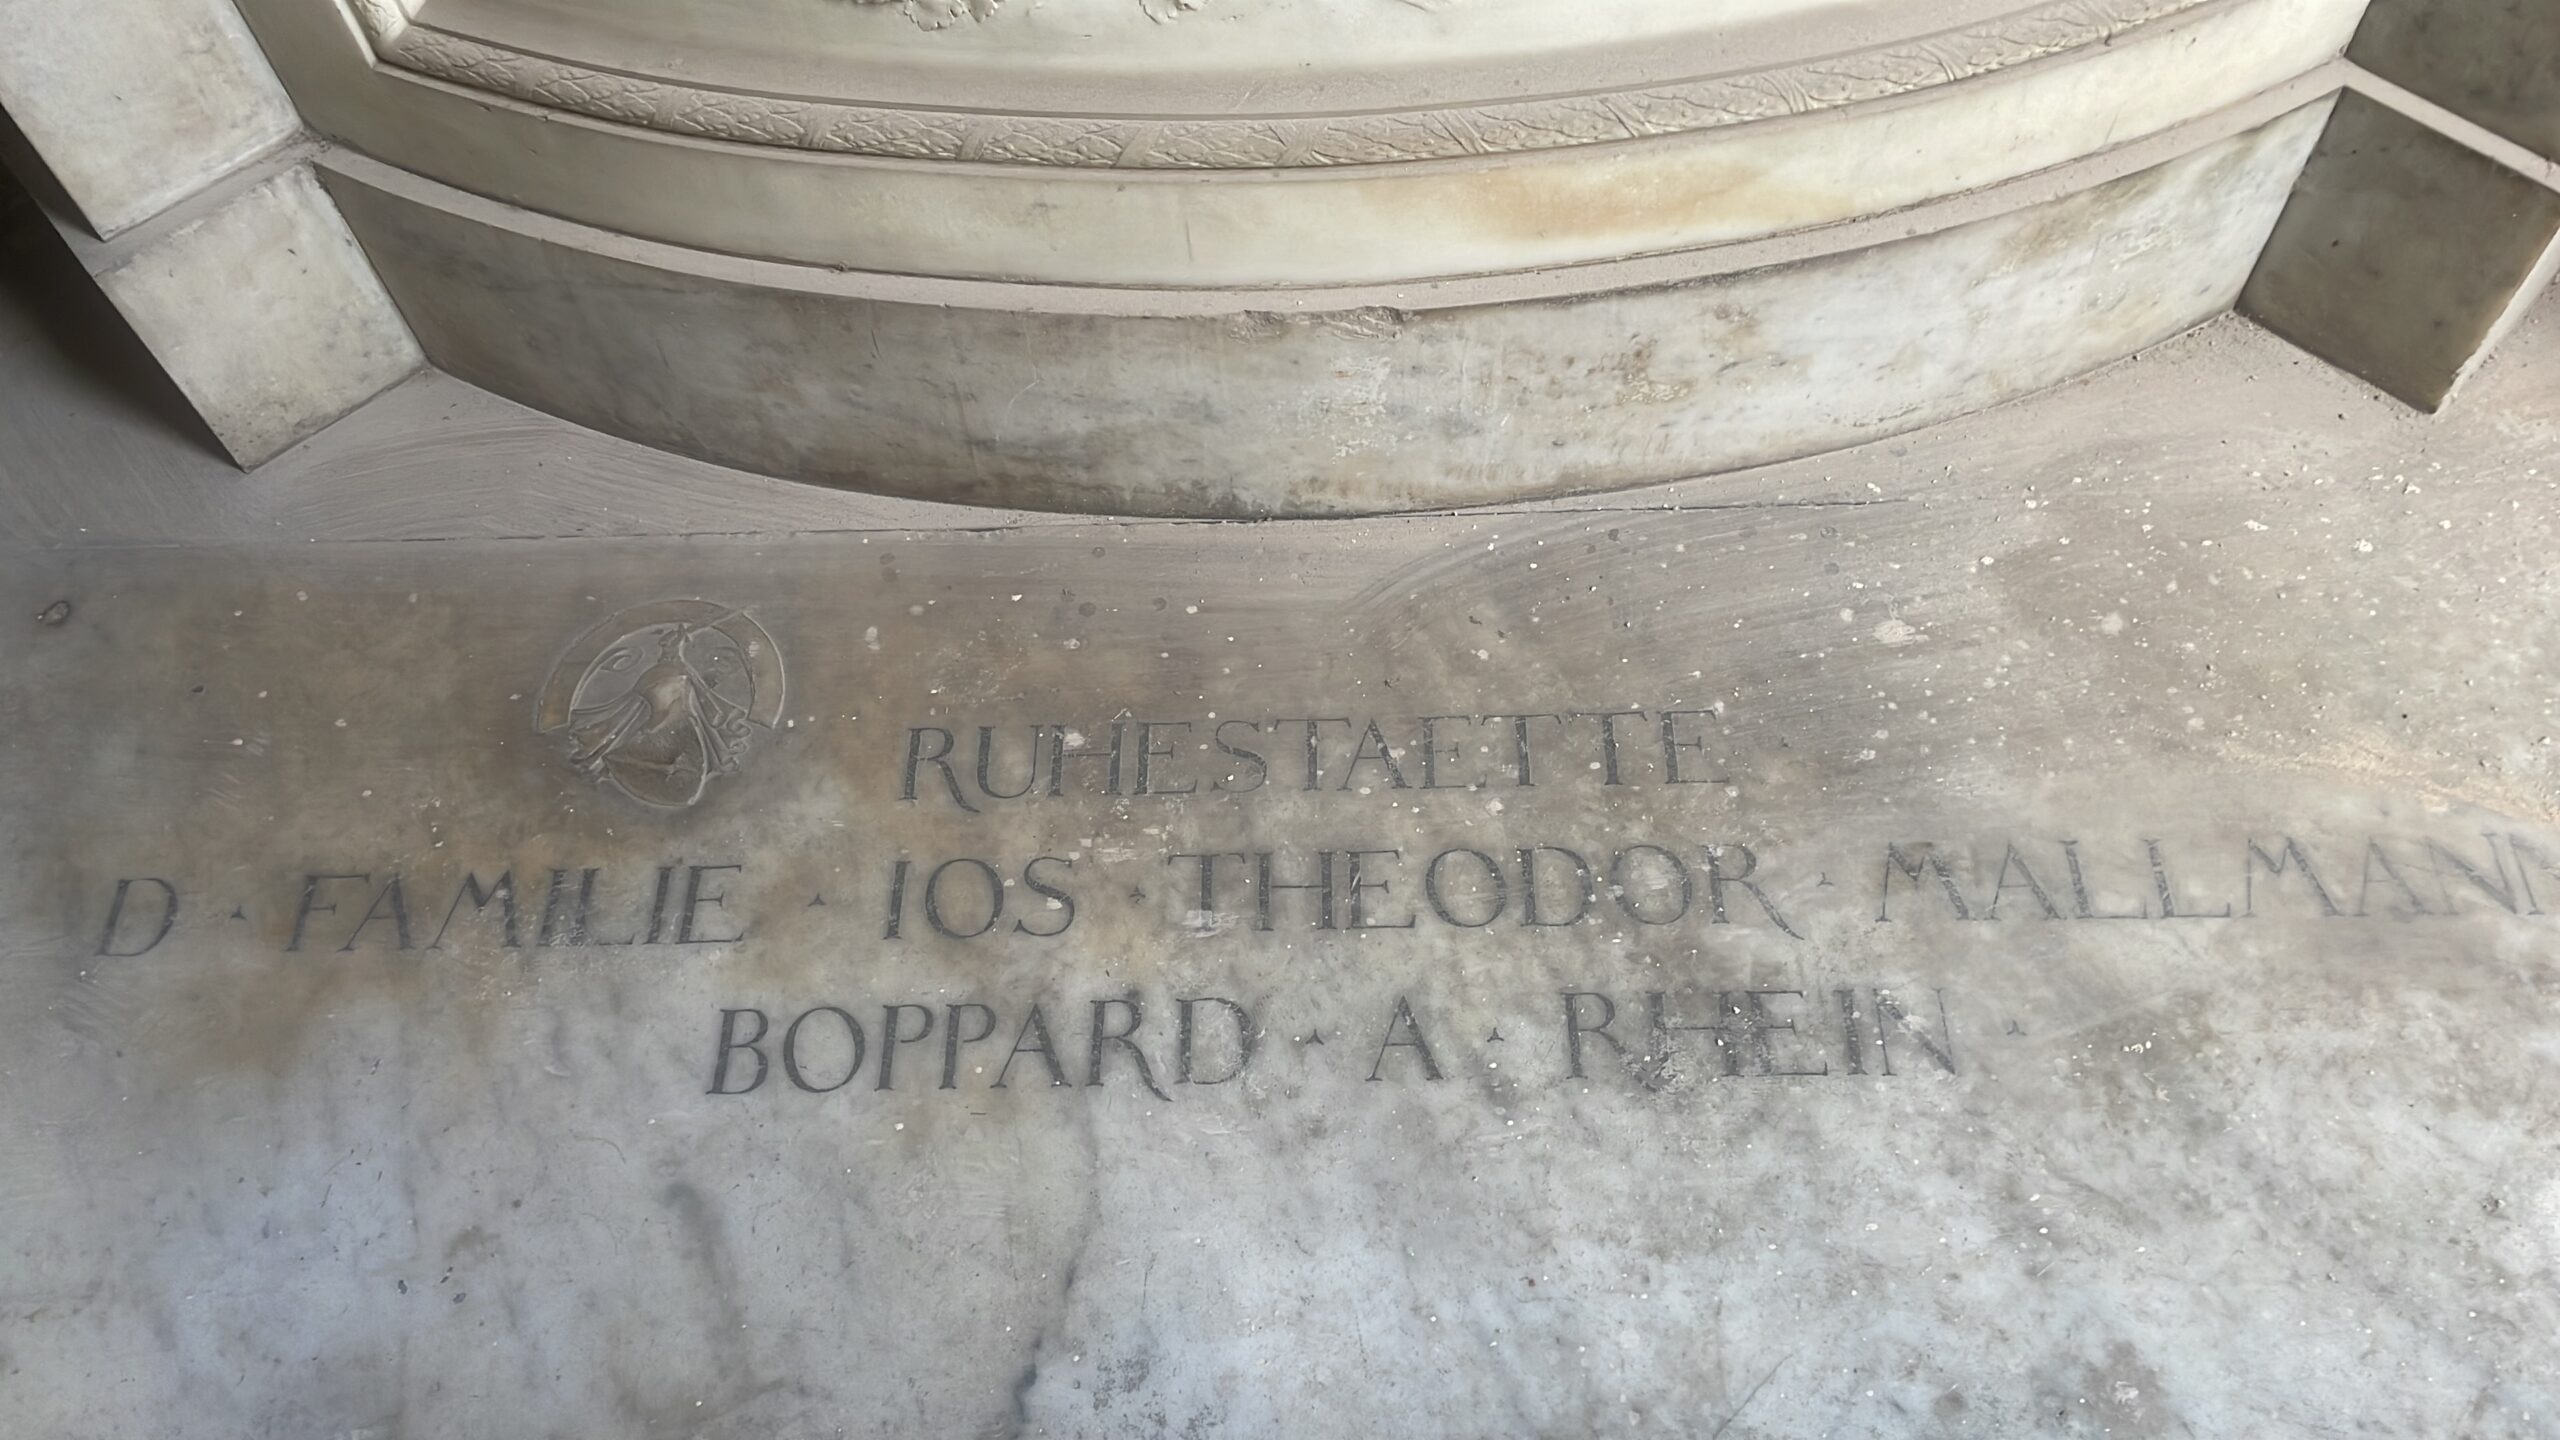 RUHESTAETTE
D · FAMILIE · IOS · THEODOR · MALLMANN
BOPPARD · A · RHEIN ·